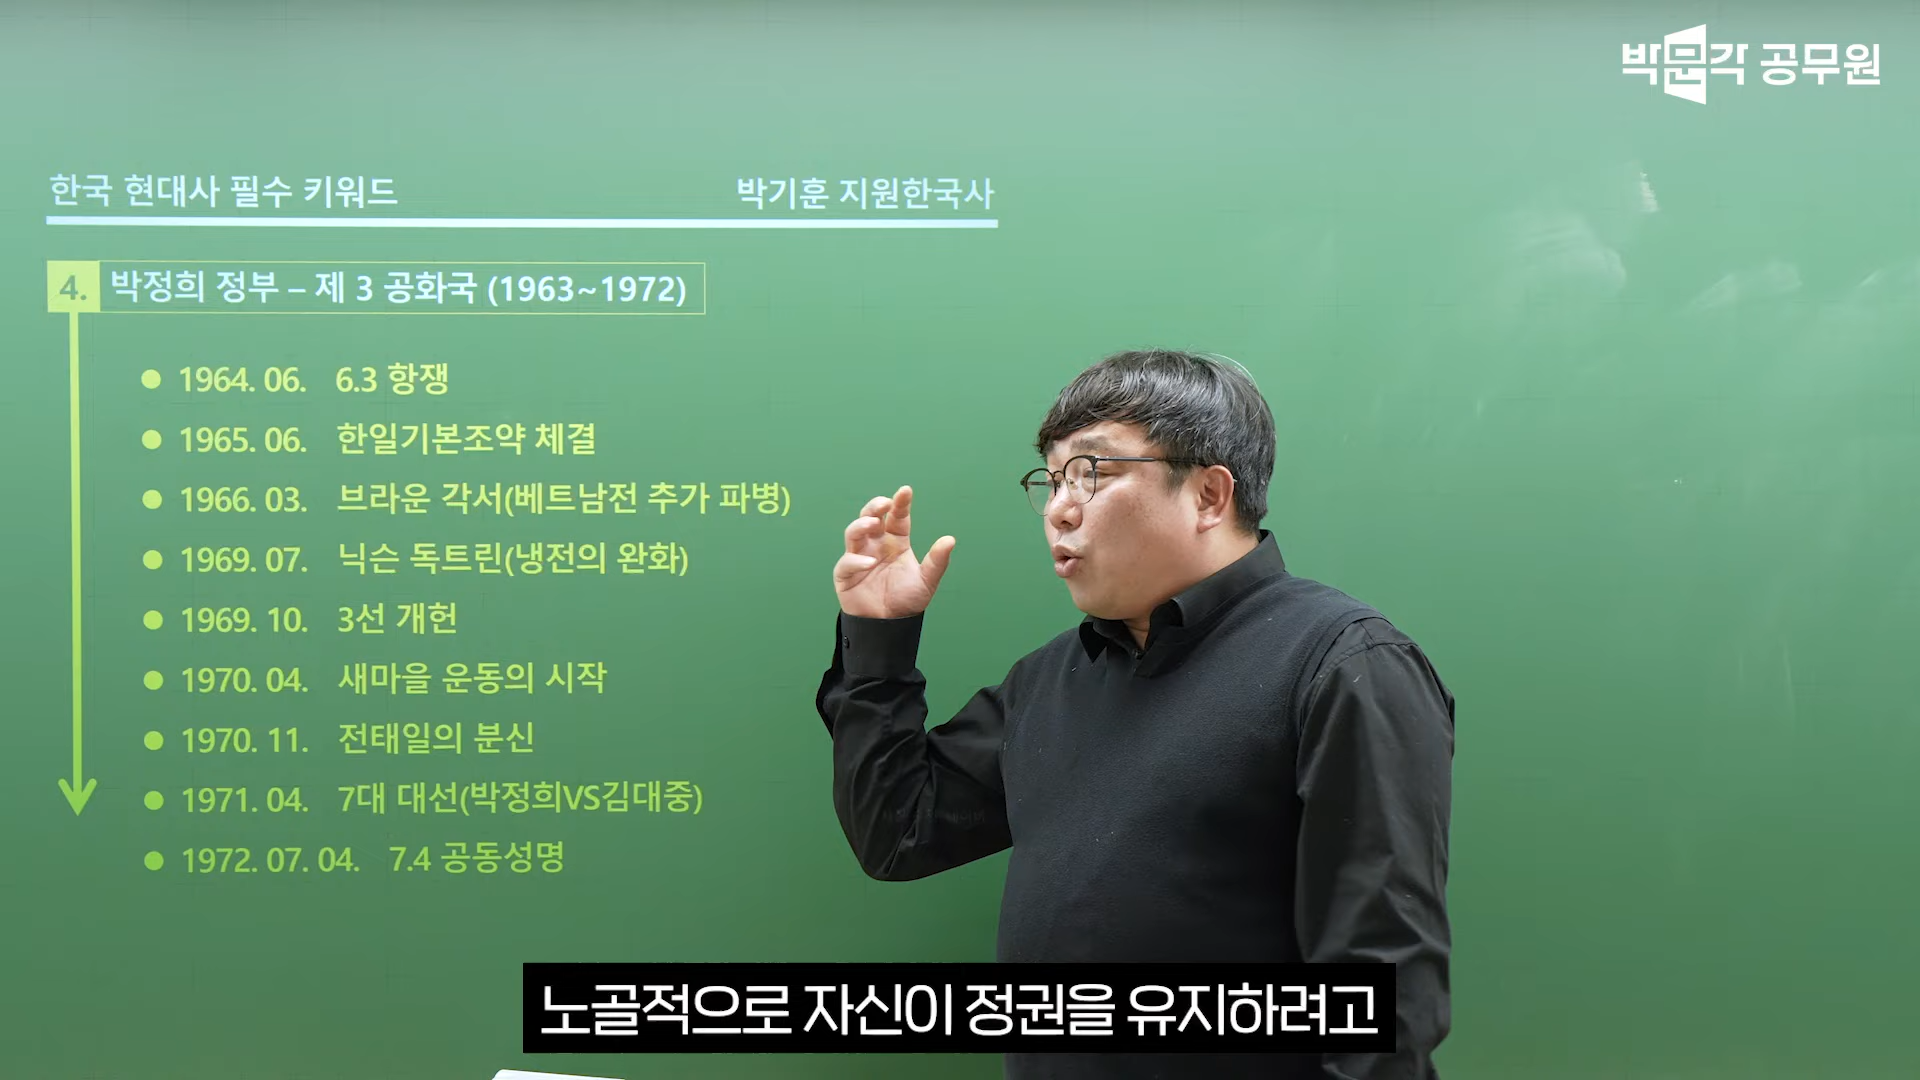 박문각 공무원
한국 현대사 필수 키워드
박기훈 지원한국사
4. 박정희 정부 – 제 3 공화국 (1963~1972)
● 1964. 06. 6.3 항쟁
● 1965. 06. 한일기본조약 체결
● 1966. 03. 브라운 각서(베트남전 추가 파병)
● 1969. 07. 닉슨 독트린(냉전의 완화)
● 1969. 10. 3선 개헌
● 1970. 04. 새마을 운동의 시작
● 1970. 11. 전태일의 분신
● 1971. 04. 7대 대선(박정희VS김대중)
● 1972. 07. 04. 7.4 공동성명
노골적으로 자신이 정권을 유지하려고